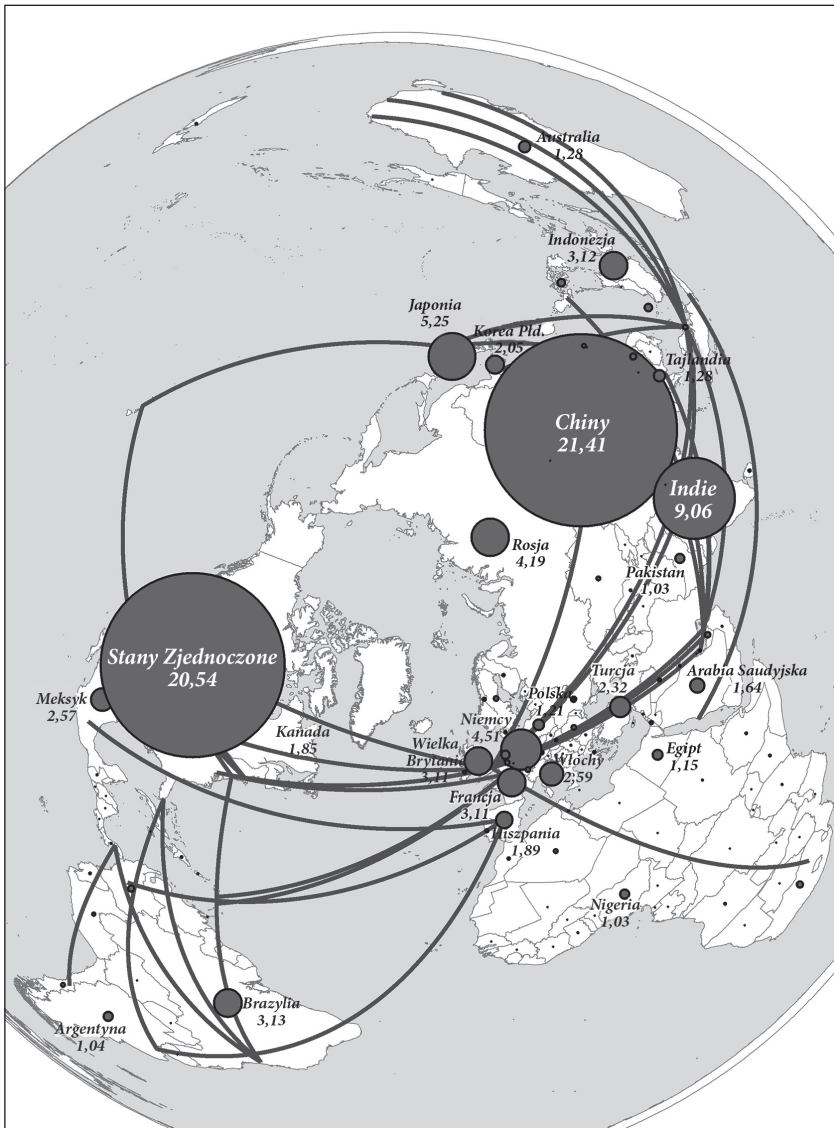 Australia
1,28
Indonezja
3,12
Japonia
5,25
Korea Płd.
2,05
Tajlandia
1,28
Chiny
21,41
Indie
9,06
Rosja
4,19
Pakistan
1,03
Stany Zjednoczone
20,54
Meksyk
2,57
Kanada
1,85
Polska
1,21
Turcja
2,32
Arabia Saudyjska
1,64
Niemcy
4,51
Wielka
Brytania
3,11
Włochy
2,59
Egipt
1,15
Francja
3,11
Hiszpania
1,89
Nigeria
1,03
Brazylia
3,13
Argentyna
1,04